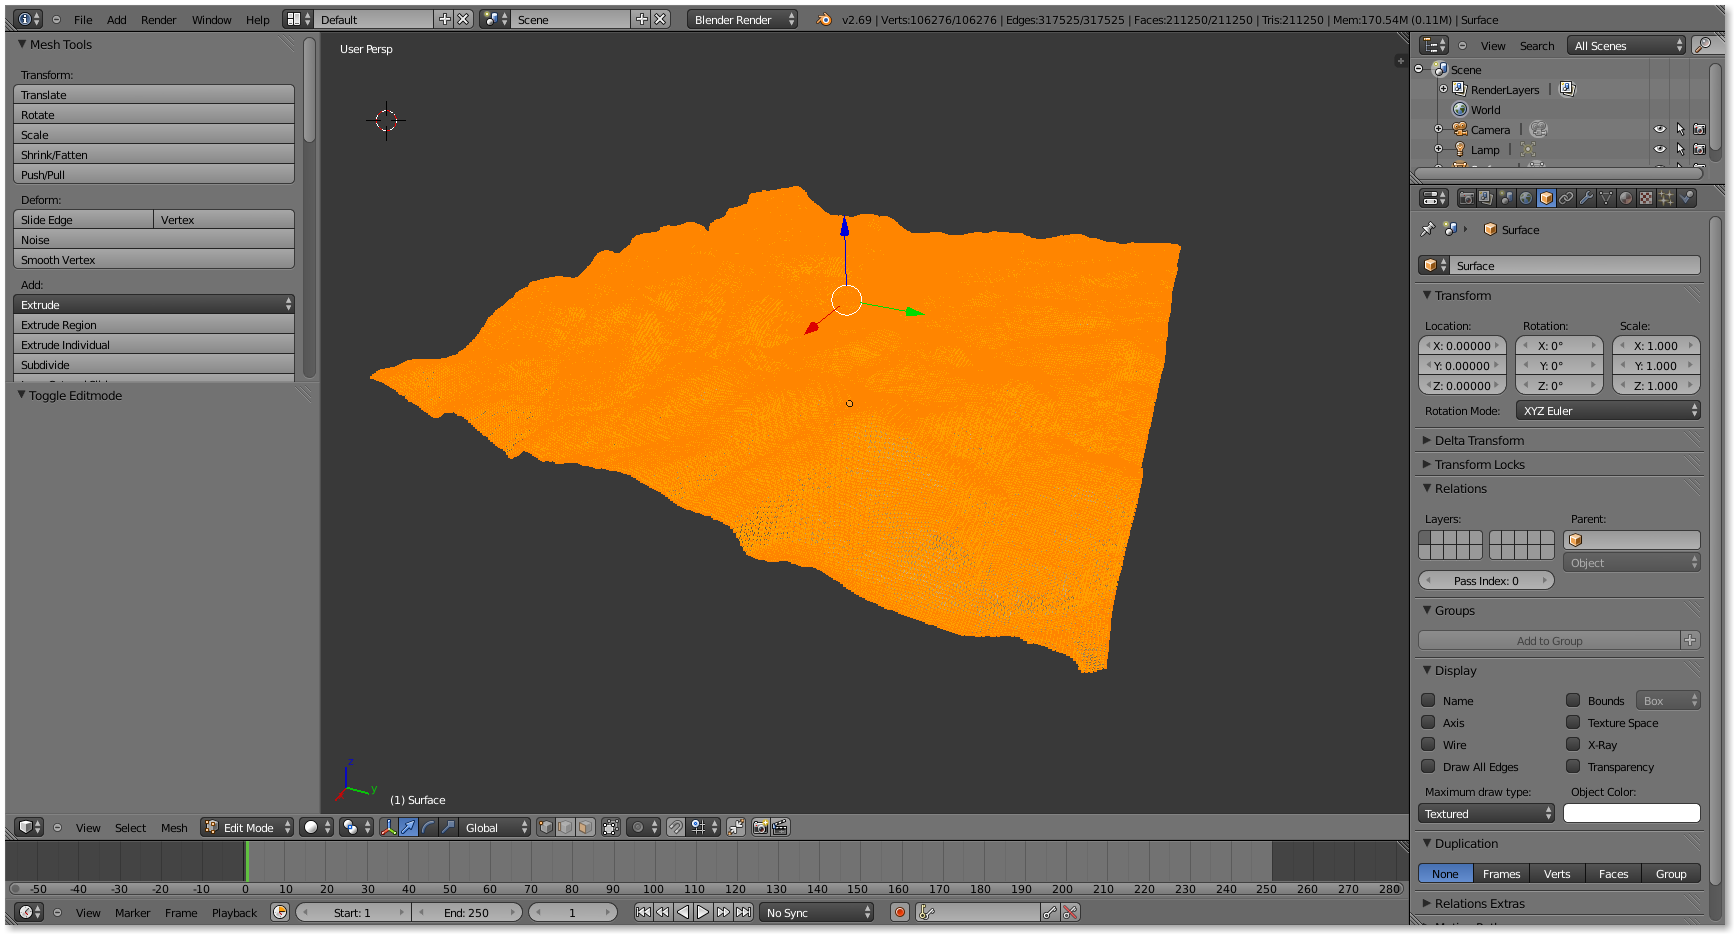 File Add Render Window Help Default Scene Blender Render v2.69 | Verts:106276/106276 | Edges:317525/317525 | Faces:211250/211250 | Tris:211250 | Mem:170.54M (0.11M) | Surface
Mesh Tools
Transform:
Translate
Rotate
Scale
Shrink/Fatten
Push/Pull
Deform:
Slide Edge Vertex
Noise
Smooth Vertex
Add:
Extrude
Extrude Region
Extrude Individual
Subdivide
Toggle Editmode
User Persp
z
y
(1) Surface
View Select Mesh Edit Mode Global
-50 -40 -30 -20 -10 0 10 20 30 40 50 60 70 80 90 100 110 120 130 140 150 160 170 180 190 200 210 220 230 240 250 260 270 280
View Marker Frame Playback Start: 1 End: 250 1 No Sync
View Search All Scenes
Scene
RenderLayers |
World
Camera |
Lamp |
Surface
Surface
Transform
Location: Rotation: Scale:
X: 0.00000 X: 0° X: 1.000
Y: 0.00000 Y: 0° Y: 1.000
Z: 0.00000 Z: 0° Z: 1.000
Rotation Mode: XYZ Euler
Delta Transform
Transform Locks
Relations
Layers: Parent:
Object
Pass Index: 0
Groups
Add to Group
Display
Name Bounds Box
Axis Texture Space
Wire X-Ray
Draw All Edges Transparency
Maximum draw type: Object Color:
Textured
Duplication
None Frames Verts Faces Group
Relations Extras